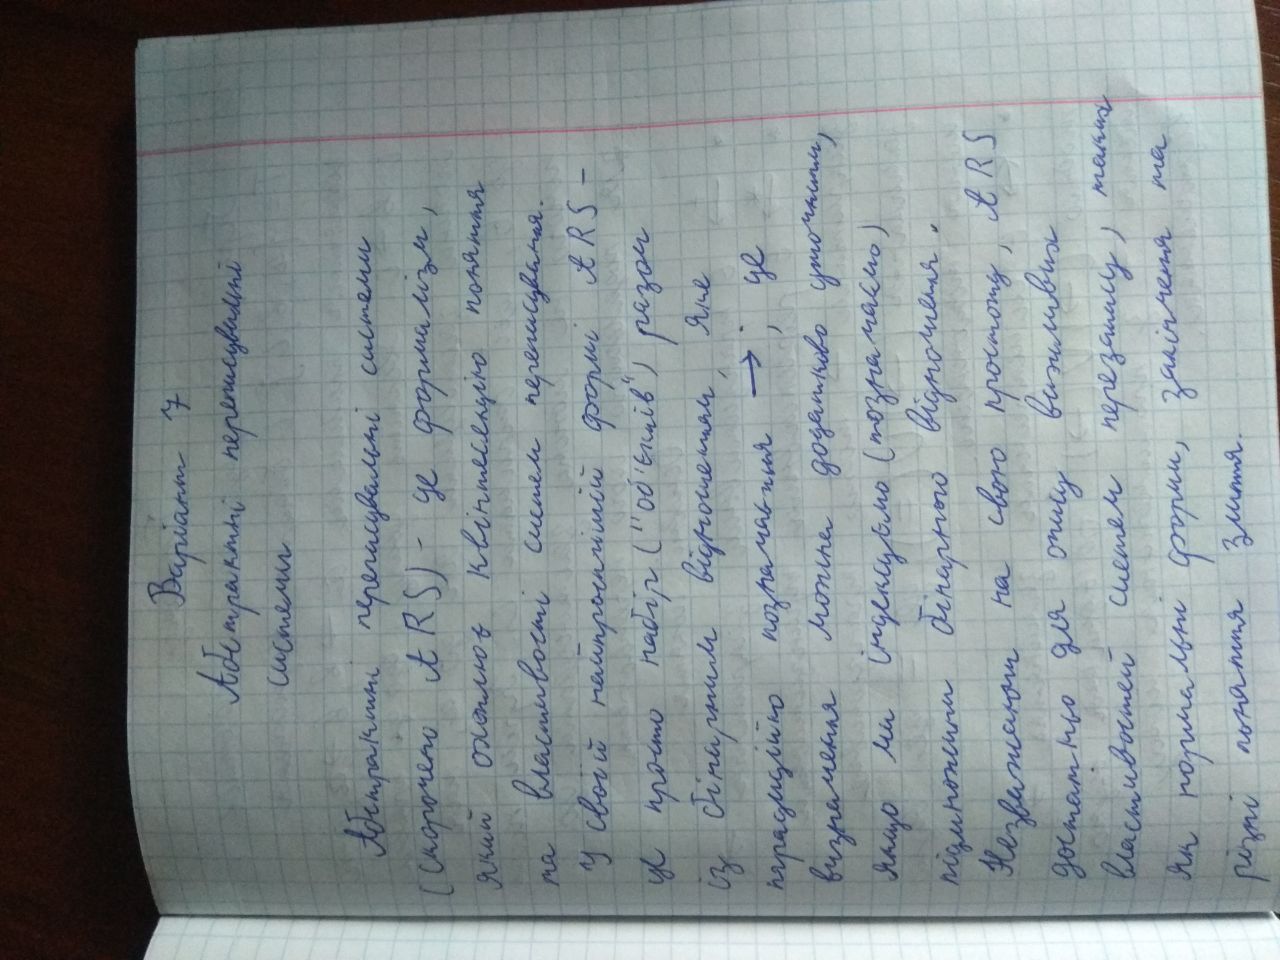 Варіант 7
Абстрактні переписувальні
системи
Абстрактні переписувальні системи
(скорочено ARS) - це формалізм,
який охоплює квінтесенцію поняття
та властивості систем переписування.
У своїй найпростішій формі ARS -
це просто набір ("об'єктів") разом
із бінарним відношенням, яке
традиційно позначається →; це
визначення можна додатково уточнити,
якщо ми індексуємо (позначаємо)
підмножини бінарного відношення.
Незважаючи на свою простоту, ARS
достатньо для опису важливих
властивостей систем перезапису, таких
як нормальні форми, закінчення та
різні поняття злиття.